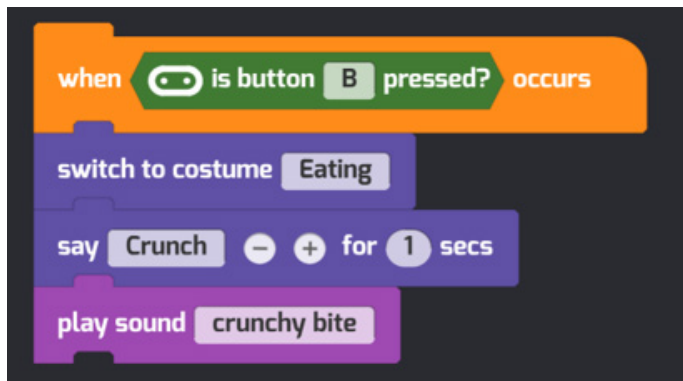 when is button B pressed? occurs
switch to costume Eating
say Crunch − + for 1 secs
play sound crunchy bite